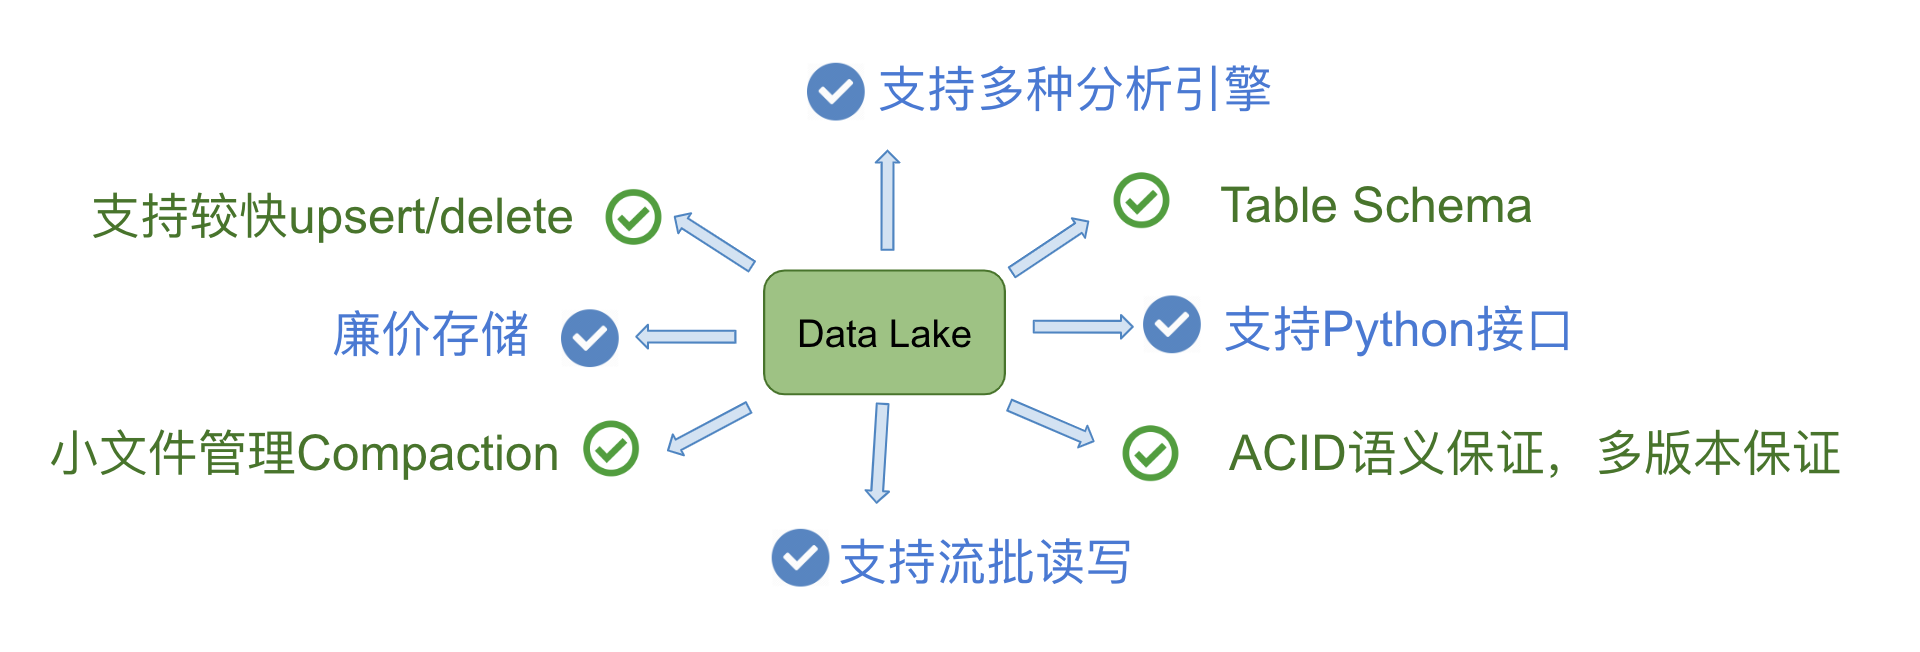 支持多种分析引擎
支持较快upsert/delete
Table Schema
廉价存储
Data Lake
支持Python接口
小文件管理Compaction
ACID语义保证，多版本保证
支持流批读写